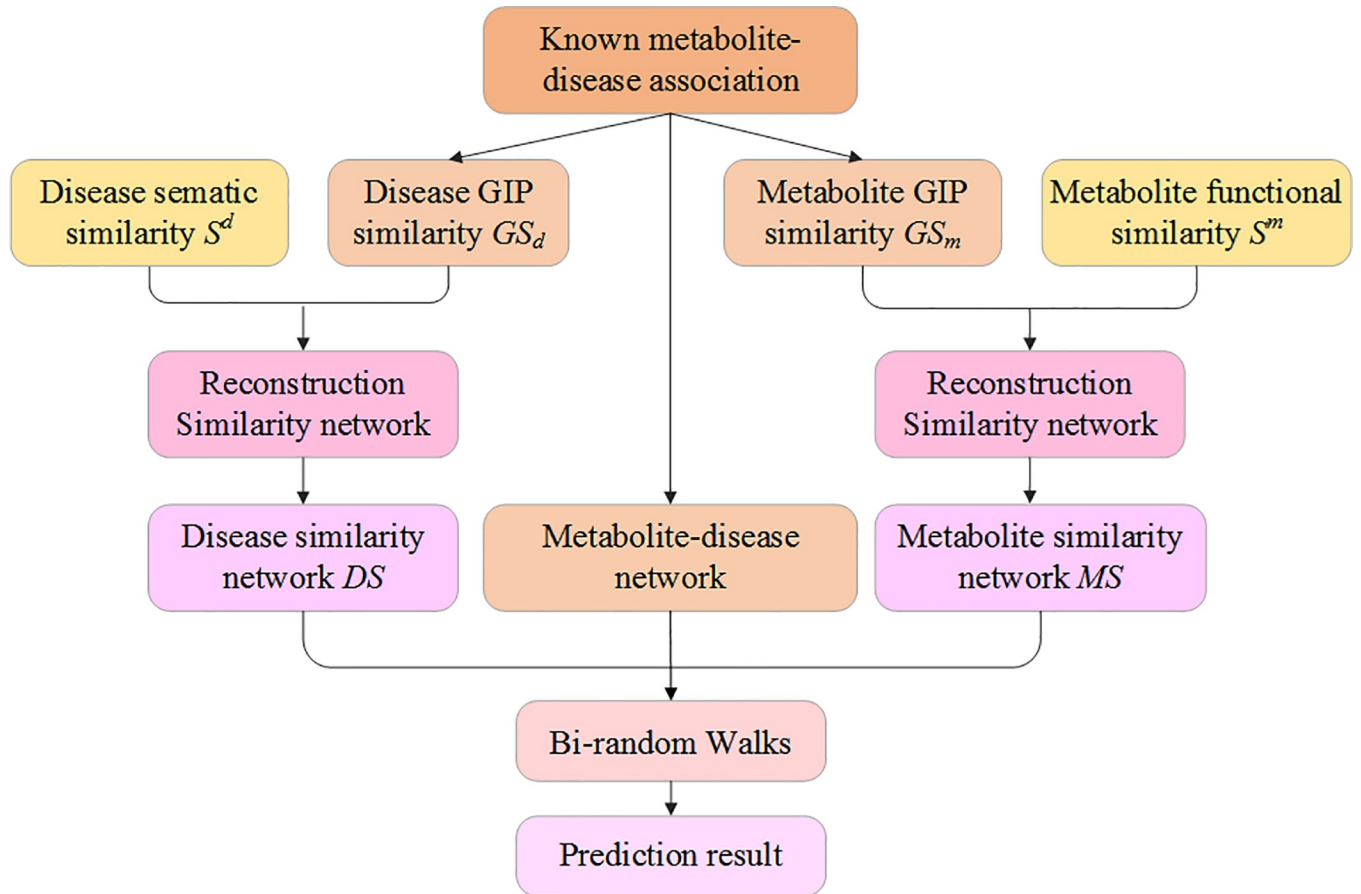 Known metabolite-
disease association
Disease sematic
similarity S^d
Disease GIP
similarity GS_d
Metabolite GIP
similarity GS_m
Metabolite functional
similarity S^m
Reconstruction
Similarity network
Reconstruction
Similarity network
Disease similarity
network DS
Metabolite-disease
network
Metabolite similarity
network MS
Bi-random Walks
Prediction result